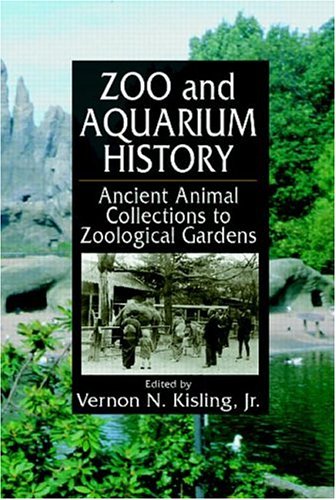 ZOO and
AQUARIUM
HISTORY
Ancient Animal
Collections to
Zoological Gardens
Edited by
Vernon N. Kisling, Jr.